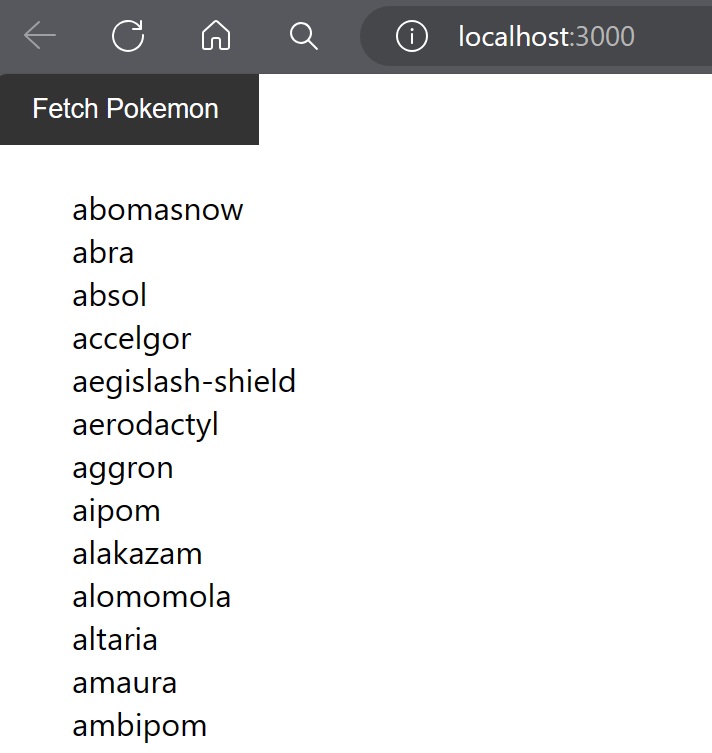 localhost:3000
Fetch Pokemon
abomasnow
abra
absol
accelgor
aegislash-shield
aerodactyl
aggron
aipom
alakazam
alomomola
altaria
amaura
ambipom